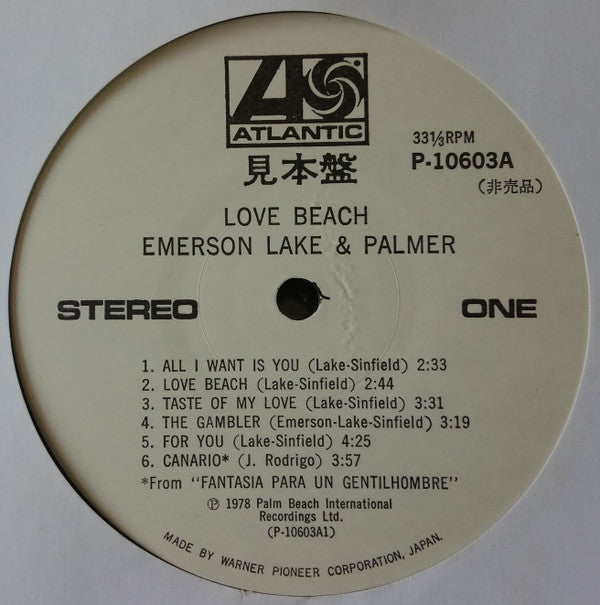 ATLANTIC
33⅓RPM
見本盤
P-10603A
(非売品)
LOVE BEACH
EMERSON LAKE & PALMER
STEREO
ONE
1. ALL I WANT IS YOU (Lake-Sinfield) 2:33
2. LOVE BEACH (Lake-Sinfield) 2:44
3. TASTE OF MY LOVE (Lake-Sinfield) 3:31
4. THE GAMBLER (Emerson-Lake-Sinfield) 3:19
5. FOR YOU (Lake-Sinfield) 4:25
6. CANARIO* (J. Rodrigo) 3:57
*From "FANTASIA PARA UN GENTILHOMBRE"
℗ 1978 Palm Beach International
Recordings Ltd.
(P-10603A1)
MADE BY WARNER PIONEER CORPORATION, JAPAN.